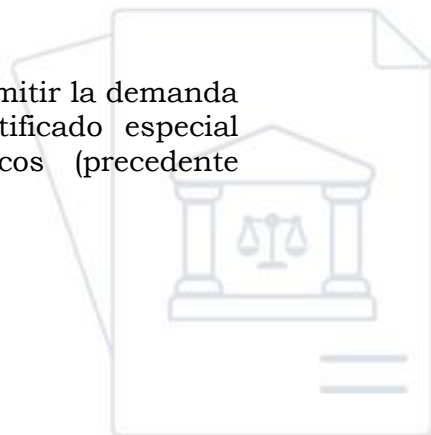 mitir la demanda
tificado especial
cos (precedente